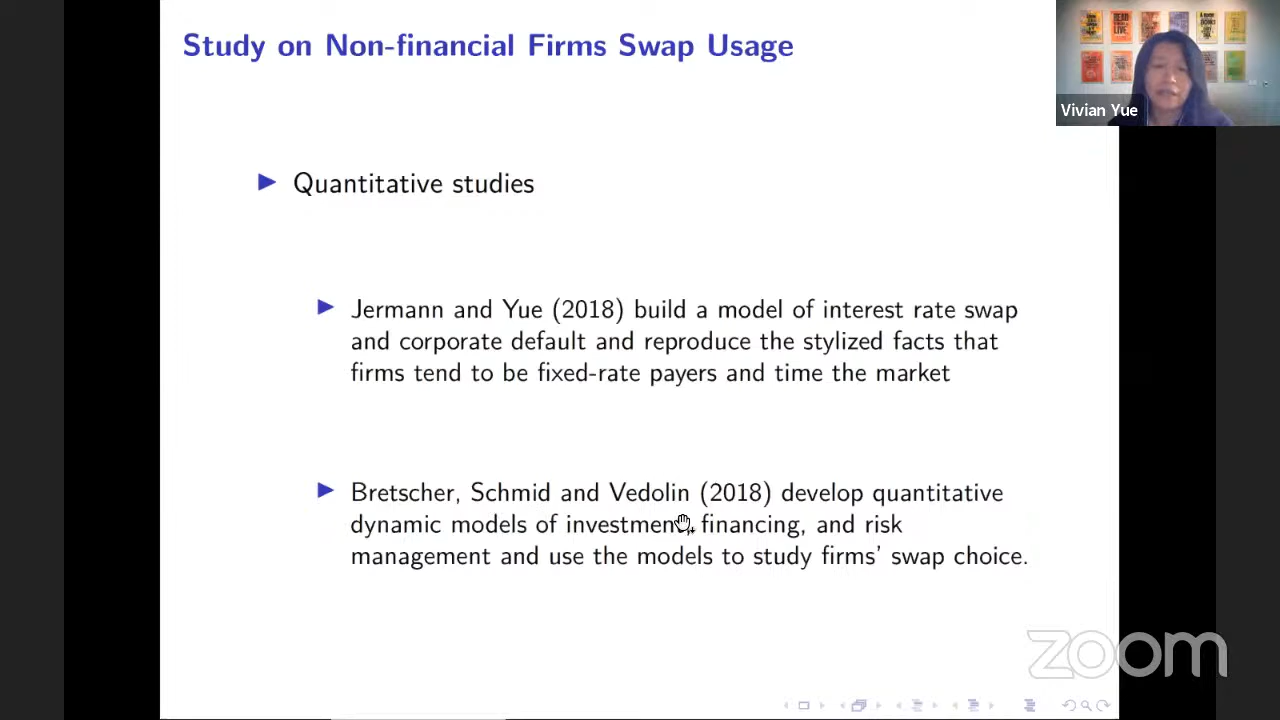 Study on Non-financial Firms Swap Usage
Vivian Yue
Quantitative studies
Jermann and Yue (2018) build a model of interest rate swap
and corporate default and reproduce the stylized facts that
firms tend to be fixed-rate payers and time the market
Bretscher, Schmid and Vedolin (2018) develop quantitative
dynamic models of investment, financing, and risk
management and use the models to study firms' swap choice.
zoom